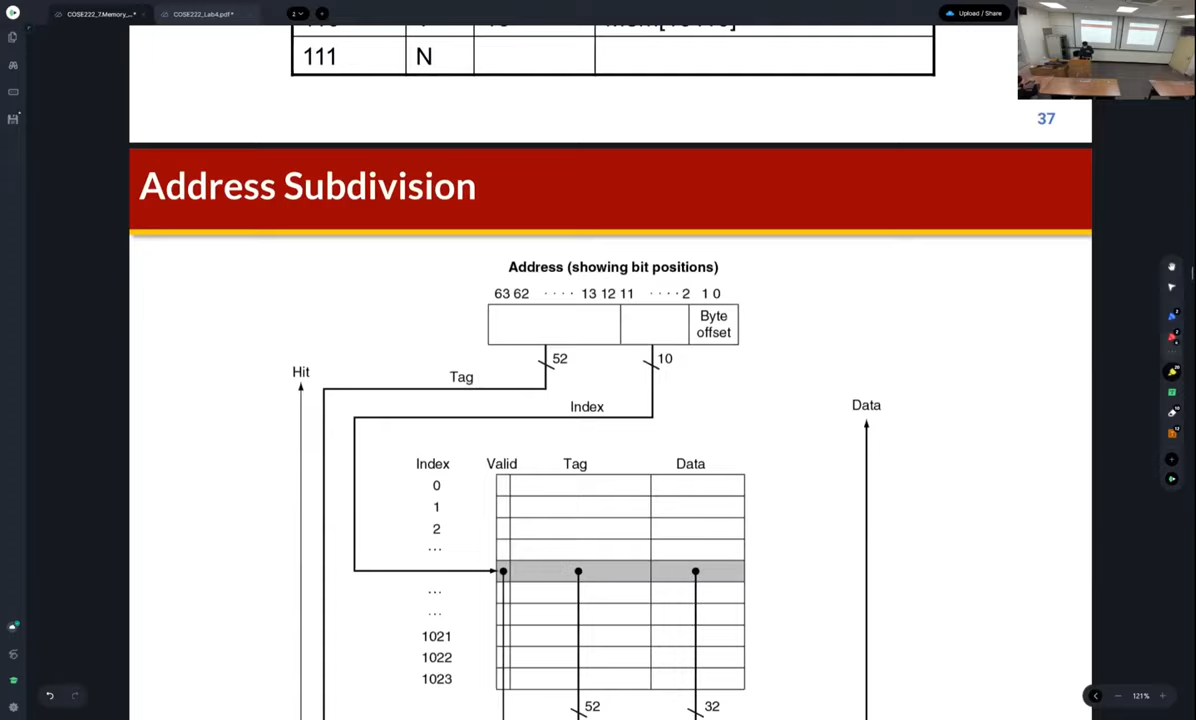 COSE222_7.Memory_...*
COSE222_Lab4.pdf*
2
Upload / Share
111 N
37
Address Subdivision
Address (showing bit positions)
63 62 ···· 13 12 11 ···· 2 1 0
Byte
offset
52
10
Tag
Hit
Index
Data
Index Valid Tag Data
0
1
2
...
...
...
1021
1022
1023
52
32
121%